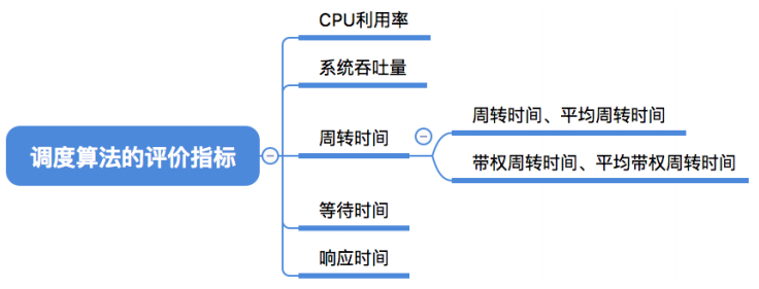 CPU利用率
系统吞吐量
周转时间、平均周转时间
调度算法的评价指标
周转时间
带权周转时间、平均带权周转时间
等待时间
响应时间